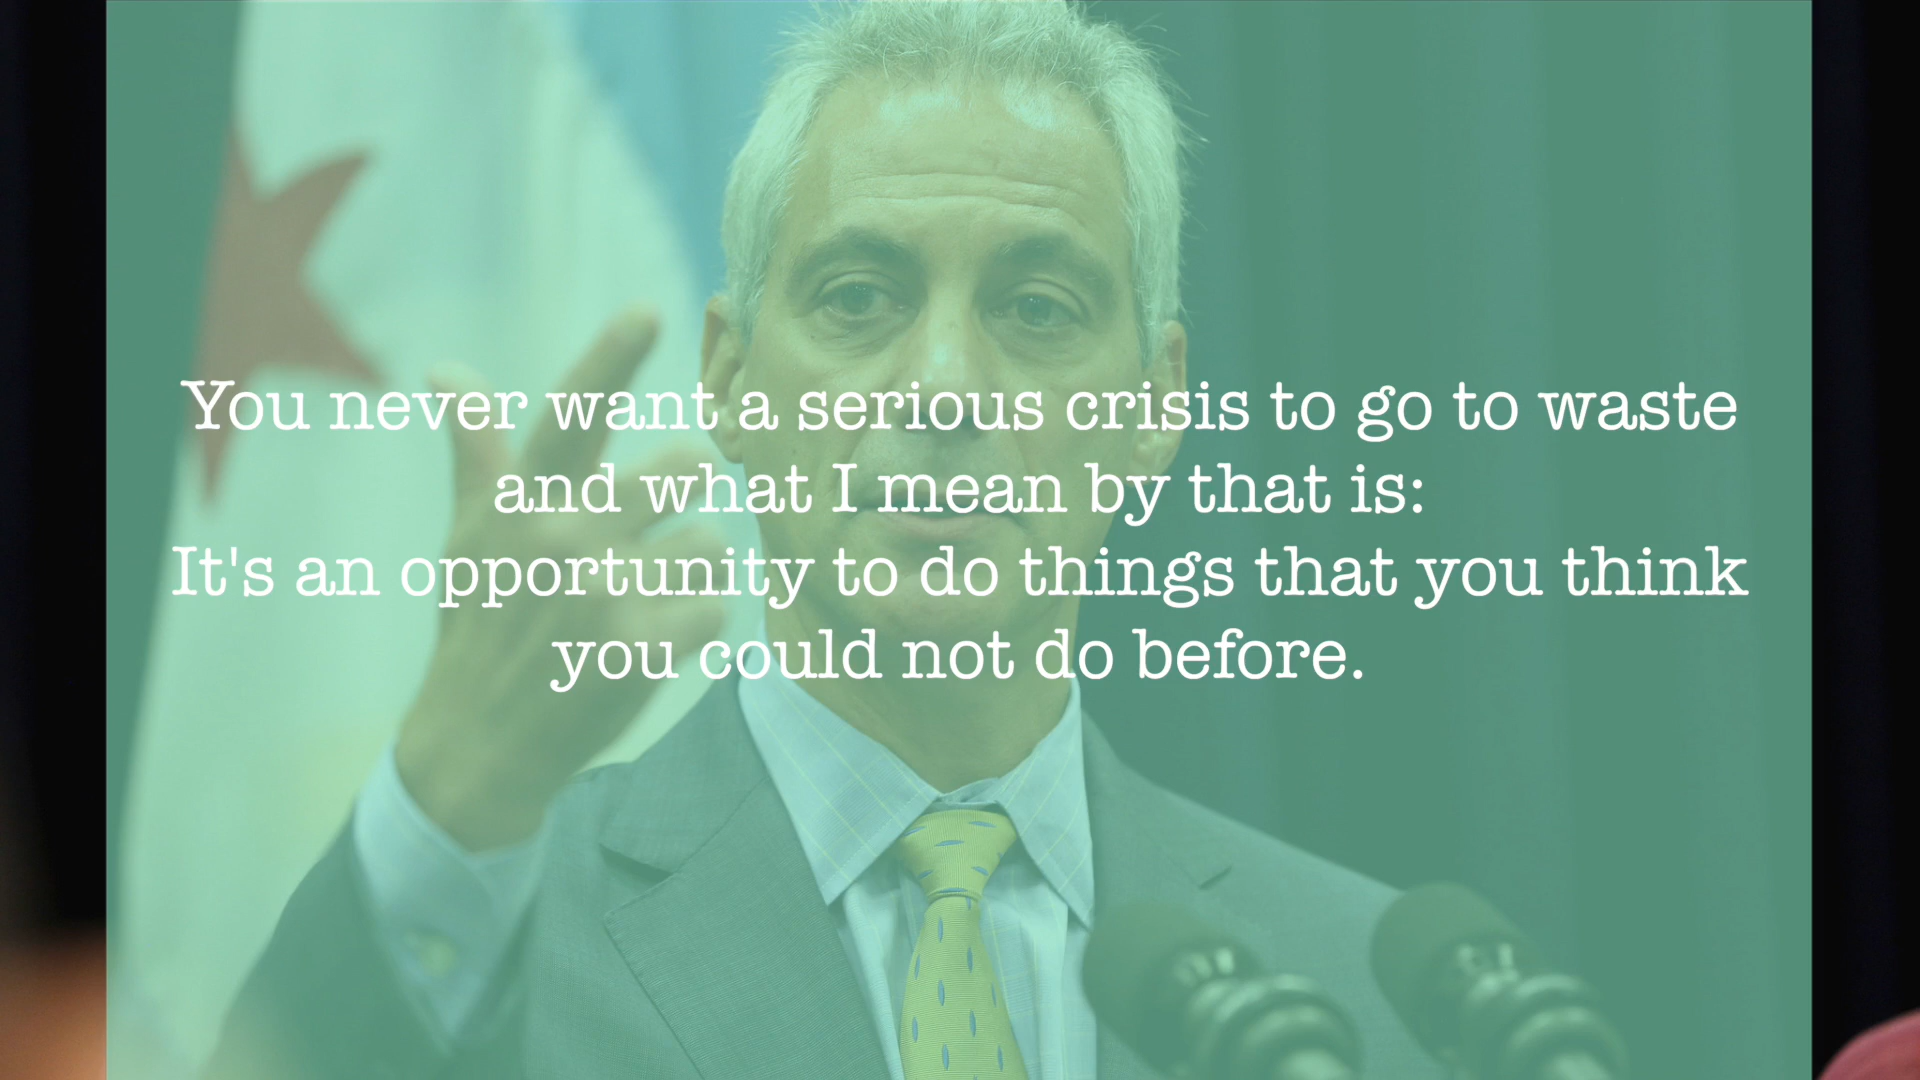 You never want a serious crisis to go to waste
and what I mean by that is:
It's an opportunity to do things that you think
you could not do before.